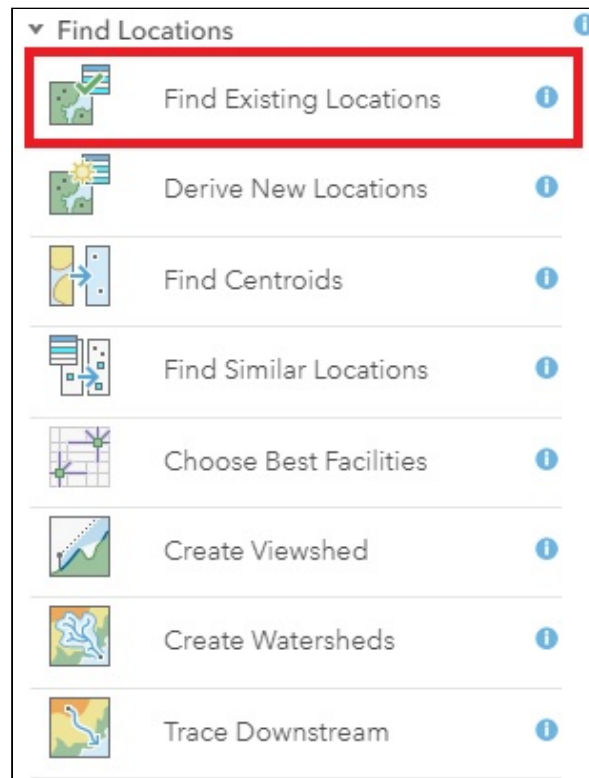 Find Locations
Find Existing Locations
Derive New Locations
Find Centroids
Find Similar Locations
Choose Best Facilities
Create Viewshed
Create Watersheds
Trace Downstream